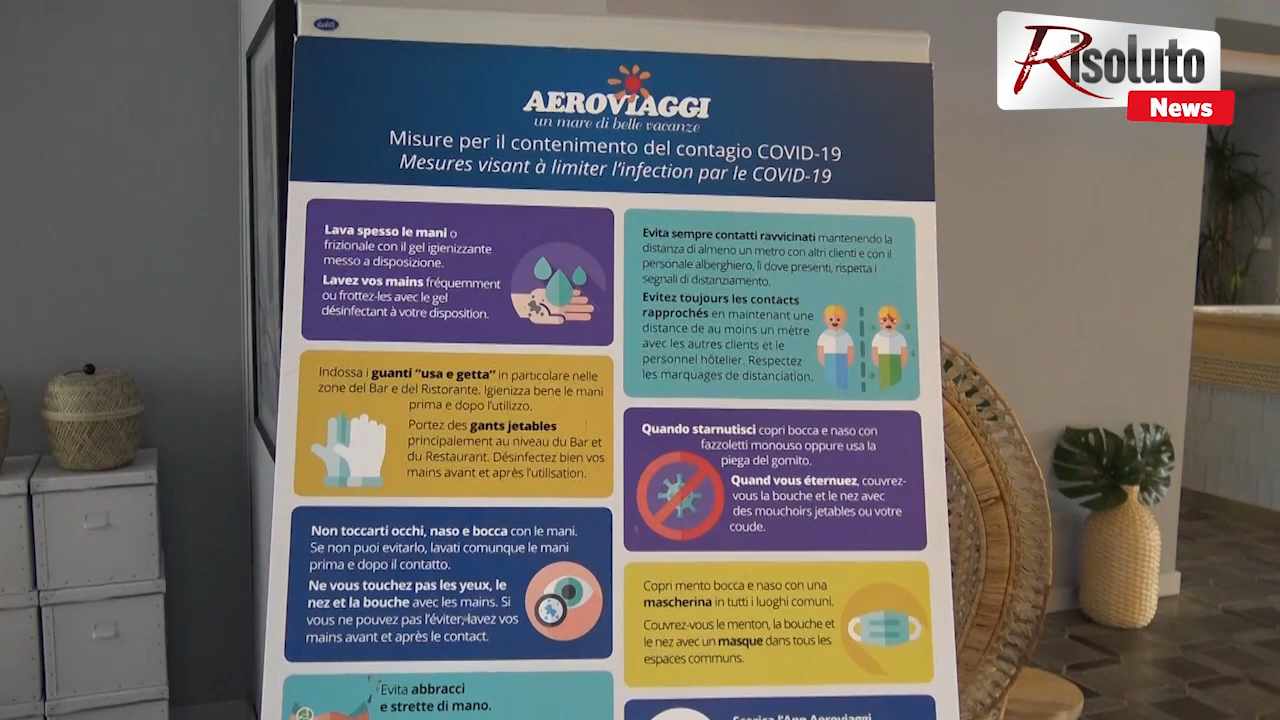 Risoluto
News
AEROVIAGGI
un mare di belle vacanze
Misure per il contenimento del contagio COVID-19
Mesures visant à limiter l'infection par le COVID-19
Lava spesso le mani o
frizionale con il gel igienizzante
messo a disposizione.
Lavez vos mains fréquemment
ou frottez-les avec le gel
désinfectant à votre disposition.
Evita sempre contatti ravvicinati mantenendo la
distanza di almeno un metro con altri clienti e con il
personale alberghiero, lì dove presenti, rispetta i
segnali di distanziamento.
Evitez toujours les contacts
rapprochés en maintenant une
distance de au moins un mètre
avec les autres clients et le
personnel hôtelier. Respectez
les marquages de distanciation.
Indossa i guanti "usa e getta" in particolare nelle
zone del Bar e del Ristorante. Igienizza bene le mani
prima e dopo l'utilizzo.
Portez des gants jetables
principalement au niveau du Bar et
du Restaurant. Désinfectez bien vos
mains avant et après l'utilisation.
Quando starnutisci copri bocca e naso con
fazzoletti monouso oppure usa la
piega del gomito.
Quand vous éternuez, couvrez-
vous la bouche et le nez avec
des mouchoirs jetables ou votre
coude.
Non toccarti occhi, naso e bocca con le mani.
Se non puoi evitarlo, lavati comunque le mani
prima e dopo il contatto.
Ne vous touchez pas les yeux, le
nez et la bouche avec les mains. Si
vous ne pouvez pas l'éviter, lavez vos
mains avant et après le contact.
Copri mento bocca e naso con una
mascherina in tutti i luoghi comuni.
Couvrez-vous le menton, la bouche et
le nez avec un masque dans tous les
espaces communs.
Evita abbracci
e strette di mano.
Scarica l'App Aeroviaggi